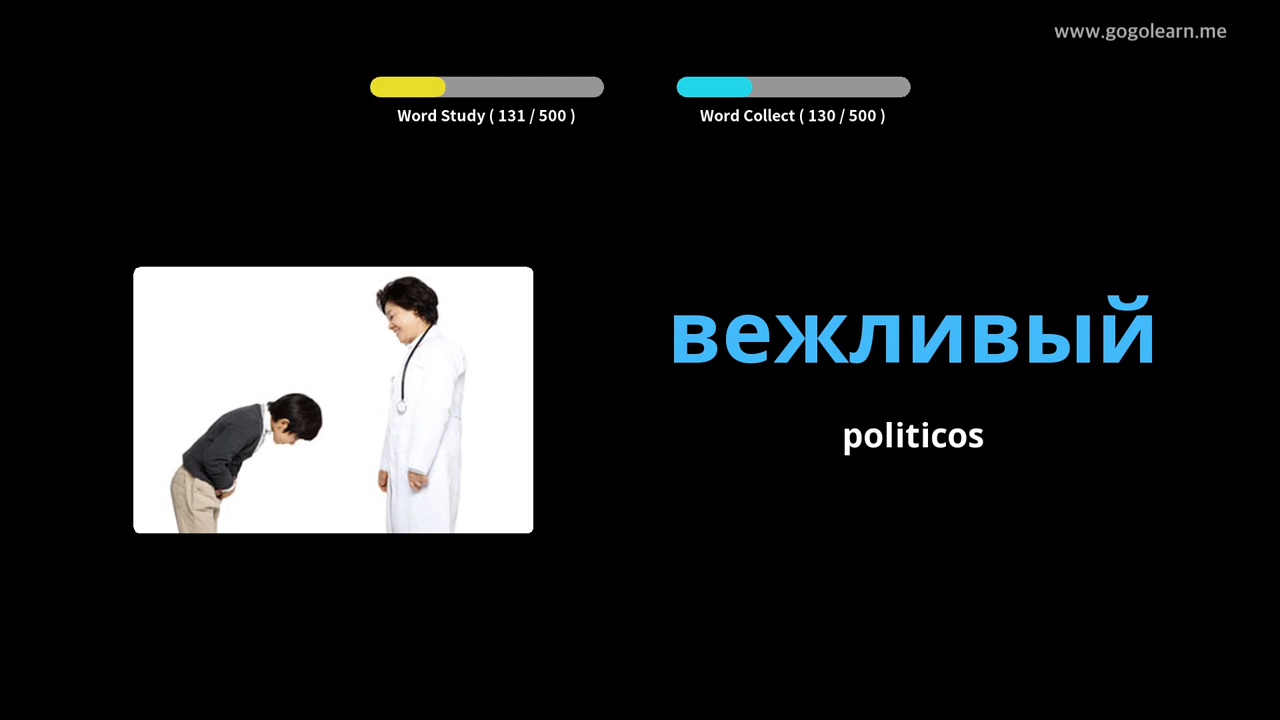 www.gogolearn.me
Word Study ( 131 / 500 )
Word Collect ( 130 / 500 )
вежливый
politicos